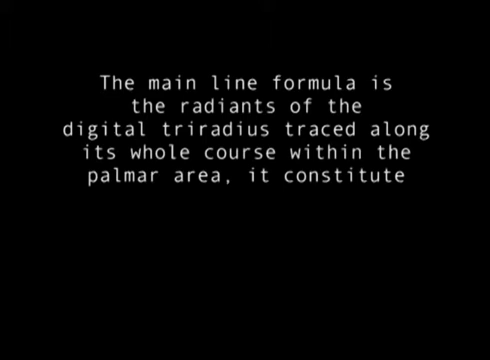 The main line formula is
the radiants of the
digital triradius traced along
its whole course within the
palmar area, it constitute